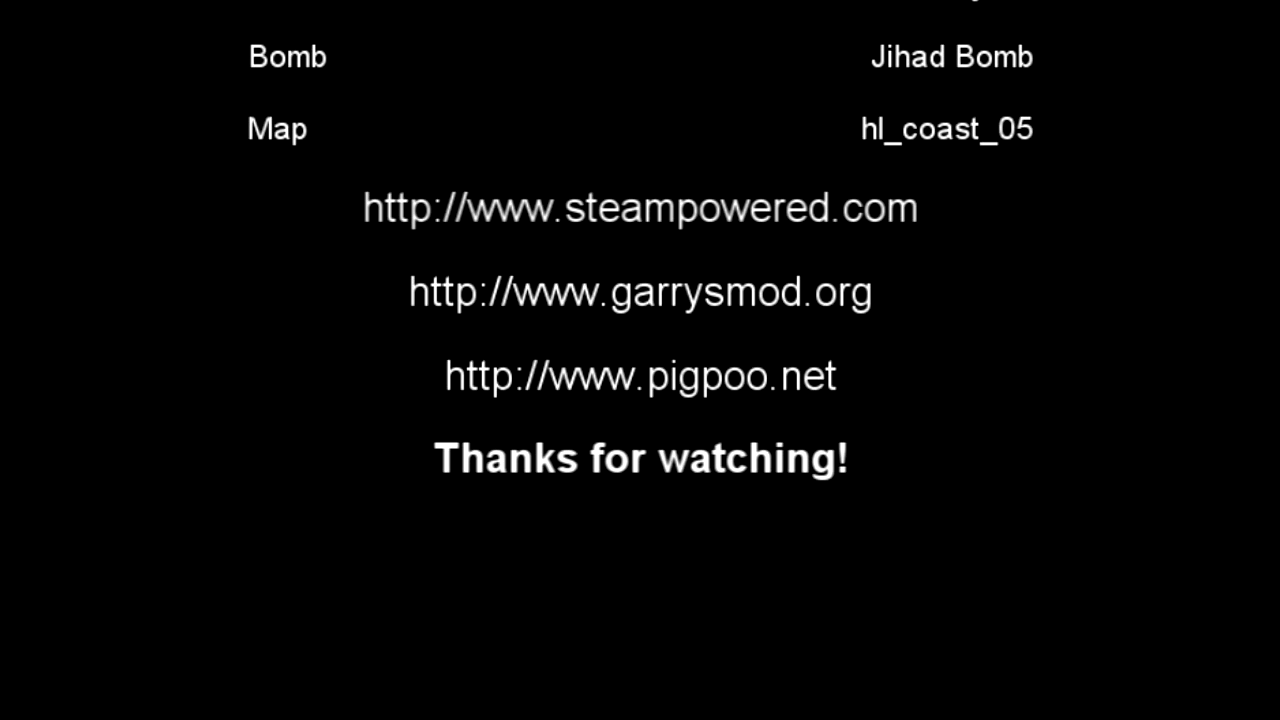 Bomb Jihad Bomb
Map hl_coast_05
http://www.steampowered.com
http://www.garrysmod.org
http://www.pigpoo.net
Thanks for watching!